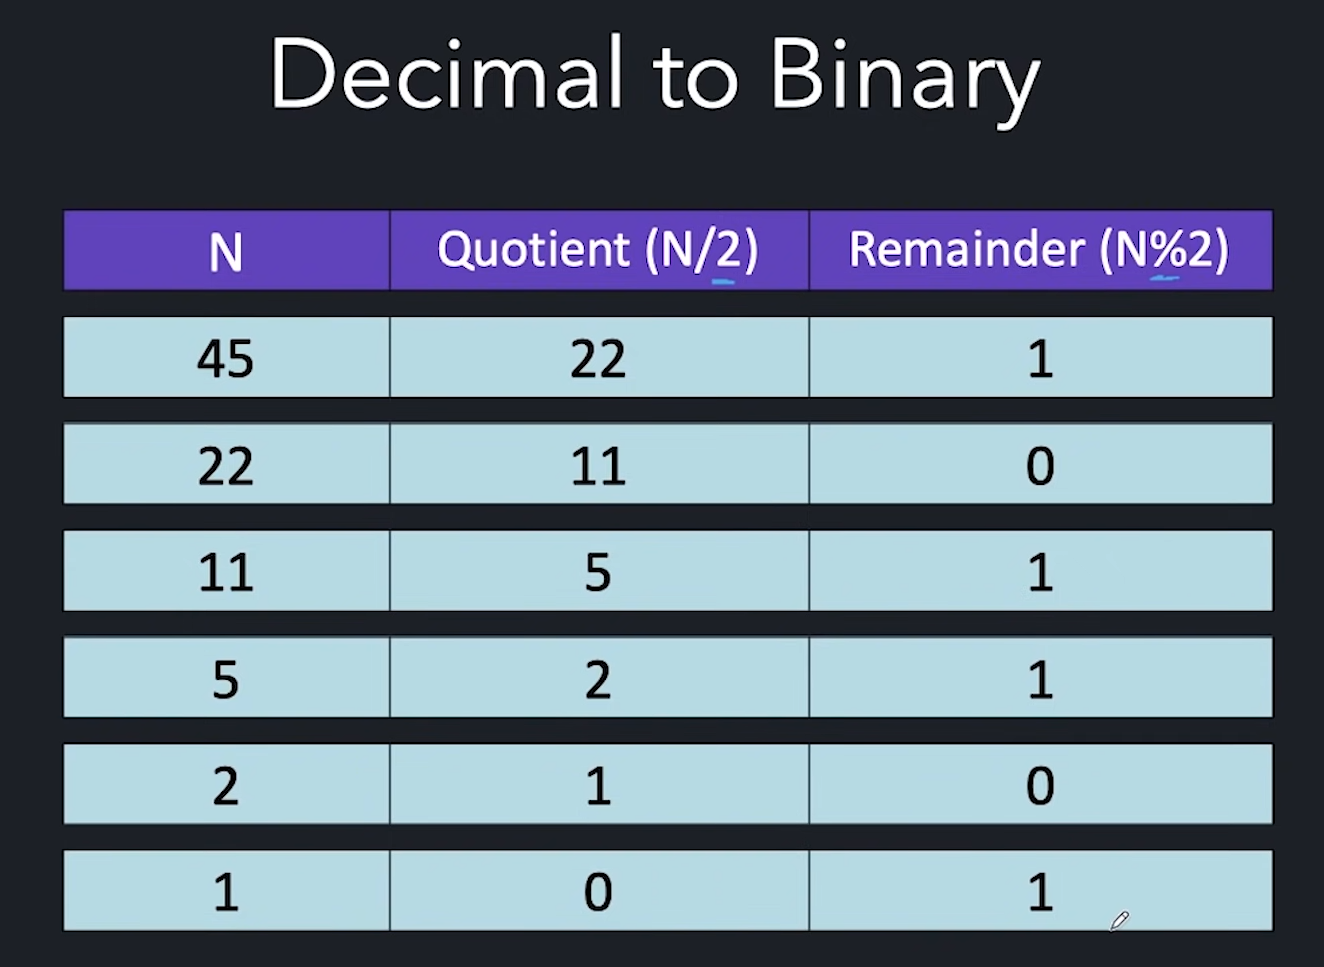 Decimal to Binary
N Quotient (N/2) Remainder (N%2)
45 22 1
22 11 0
11 5 1
5 2 1
2 1 0
1 0 1